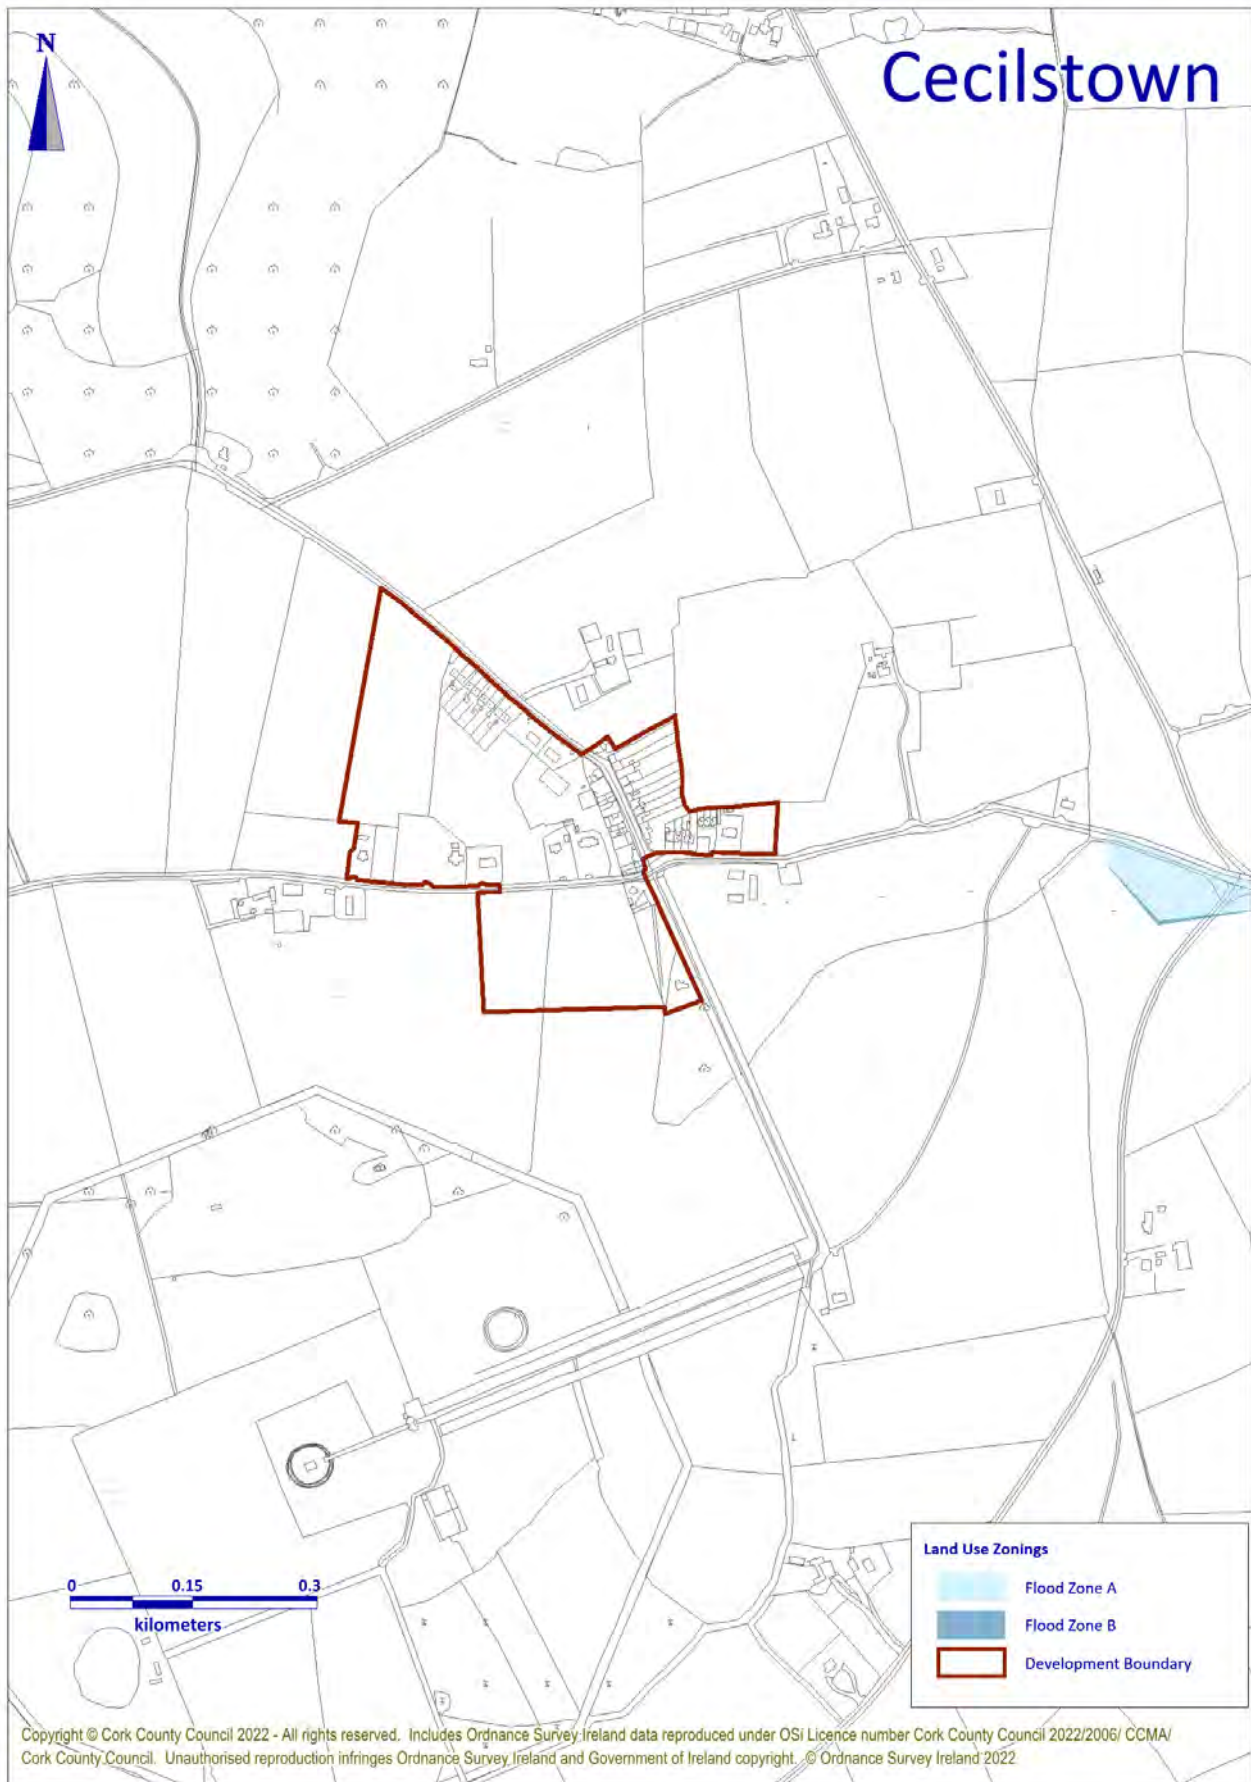 N
Cecilstown
0 0.15 0.3
kilometers
Land Use Zonings
Flood Zone A
Flood Zone B
Development Boundary
Copyright © Cork County Council 2022 - All rights reserved. Includes Ordnance Survey Ireland data reproduced under OSi Licence number Cork County Council 2022/2006/ CCMA/
Cork County Council. Unauthorised reproduction infringes Ordnance Survey Ireland and Government of Ireland copyright. © Ordnance Survey Ireland 2022